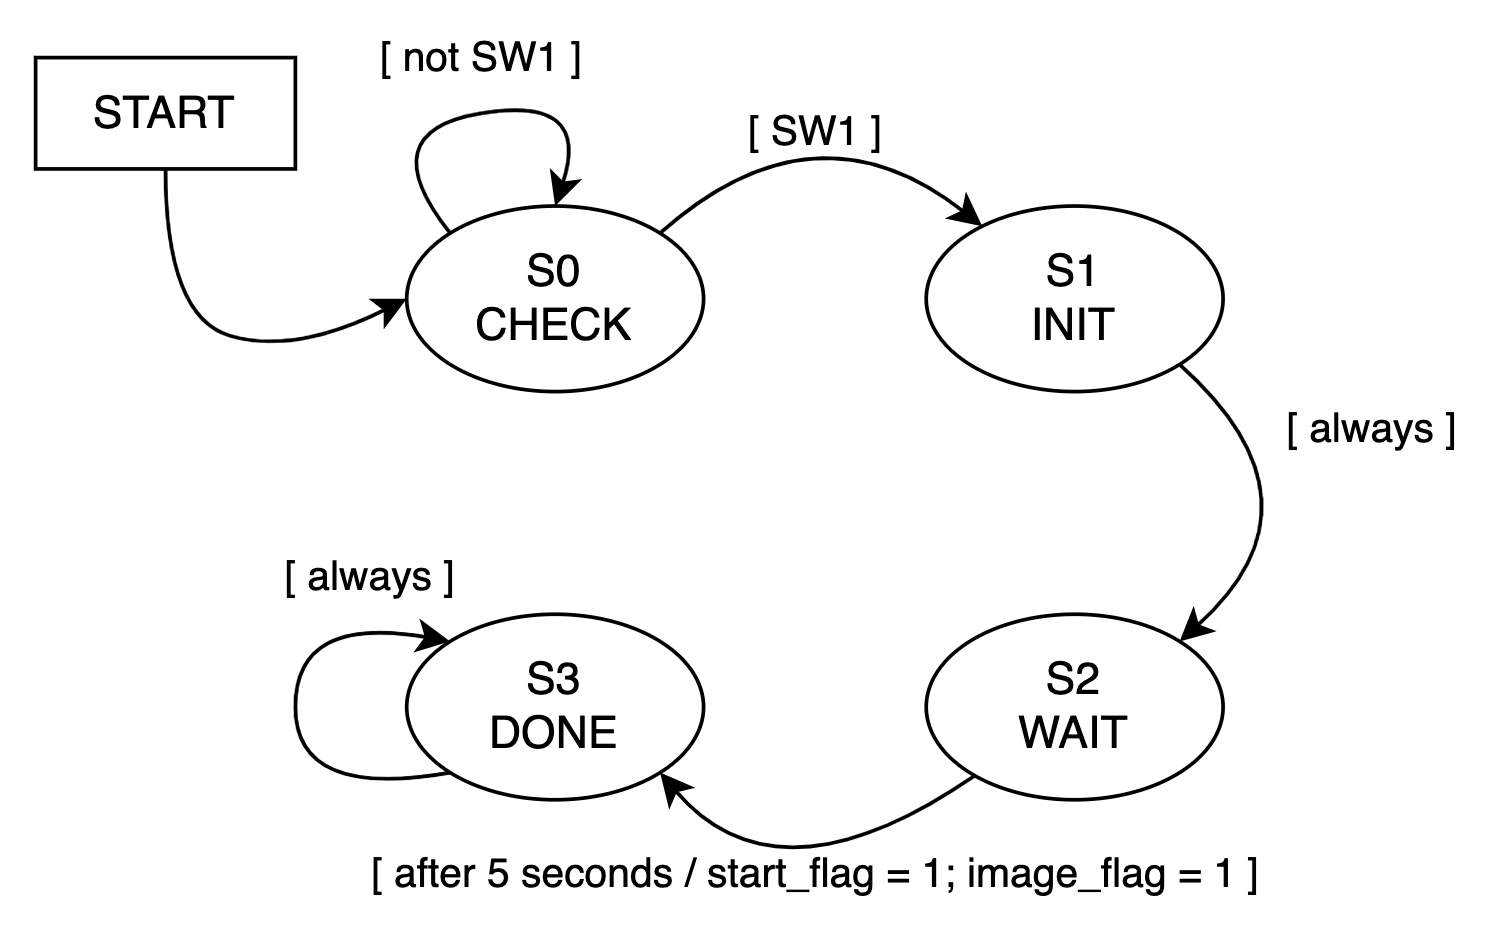 [ not SW1 ]
START
[ SW1 ]
S0
CHECK
S1
INIT
[ always ]
[ always ]
S3
DONE
S2
WAIT
[ after 5 seconds / start_flag = 1; image_flag = 1 ]